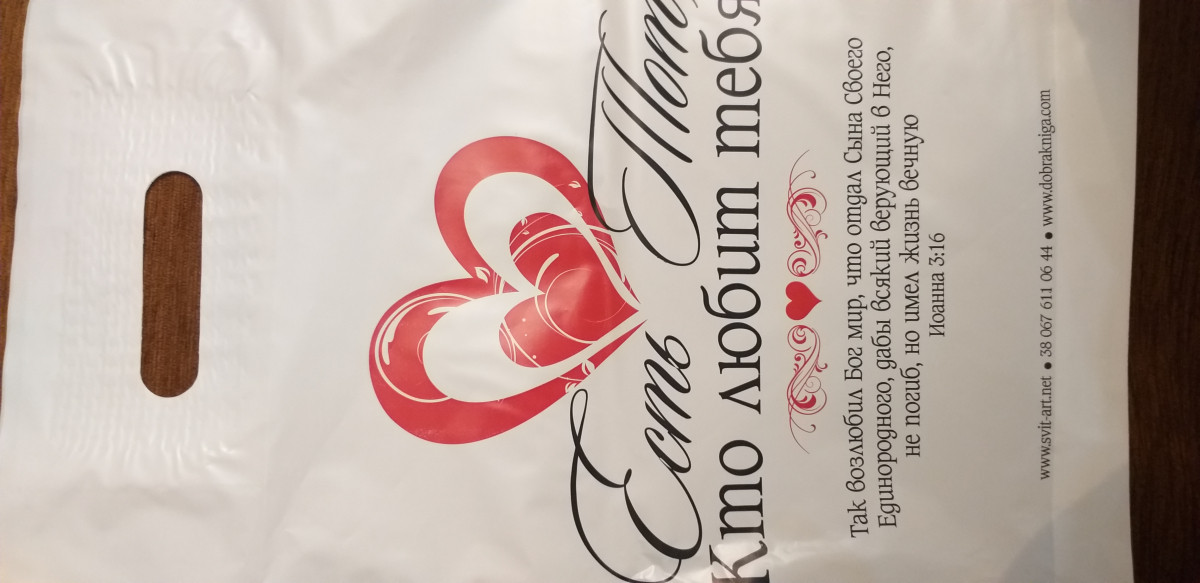 Есть Тот,
Кто любит тебя
Так возлюбил Бог мир, что отдал Сына Своего
Единородного, дабы всякий верующий в Него,
не погиб, но имел жизнь вечную
Иоанна 3:16
www.svit-art.net ● 38 067 611 06 44 ● www.dobrakniga.com